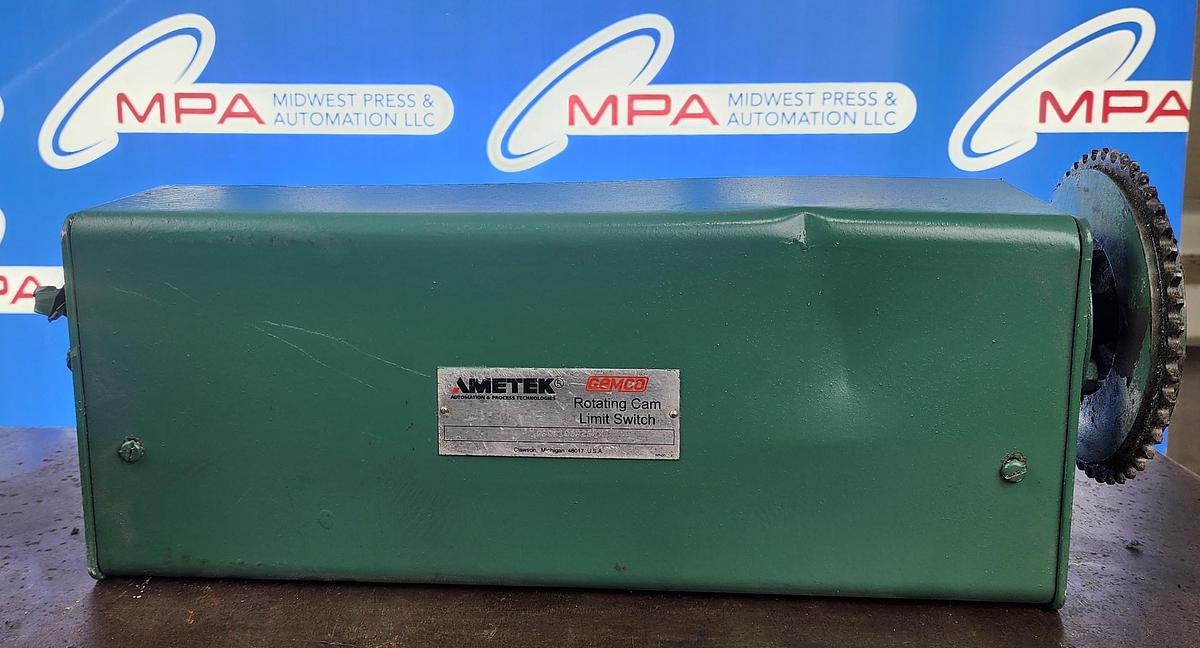 MPA MIDWEST PRESS &
AUTOMATION LLC
MPA MIDWEST PRESS &
AUTOMATION LLC
MPA
PA
AMETEK®
AUTOMATION & PROCESS TECHNOLOGIES
GEMCO
Rotating Cam
Limit Switch
Clawson, Michigan 48017 U.S.A.